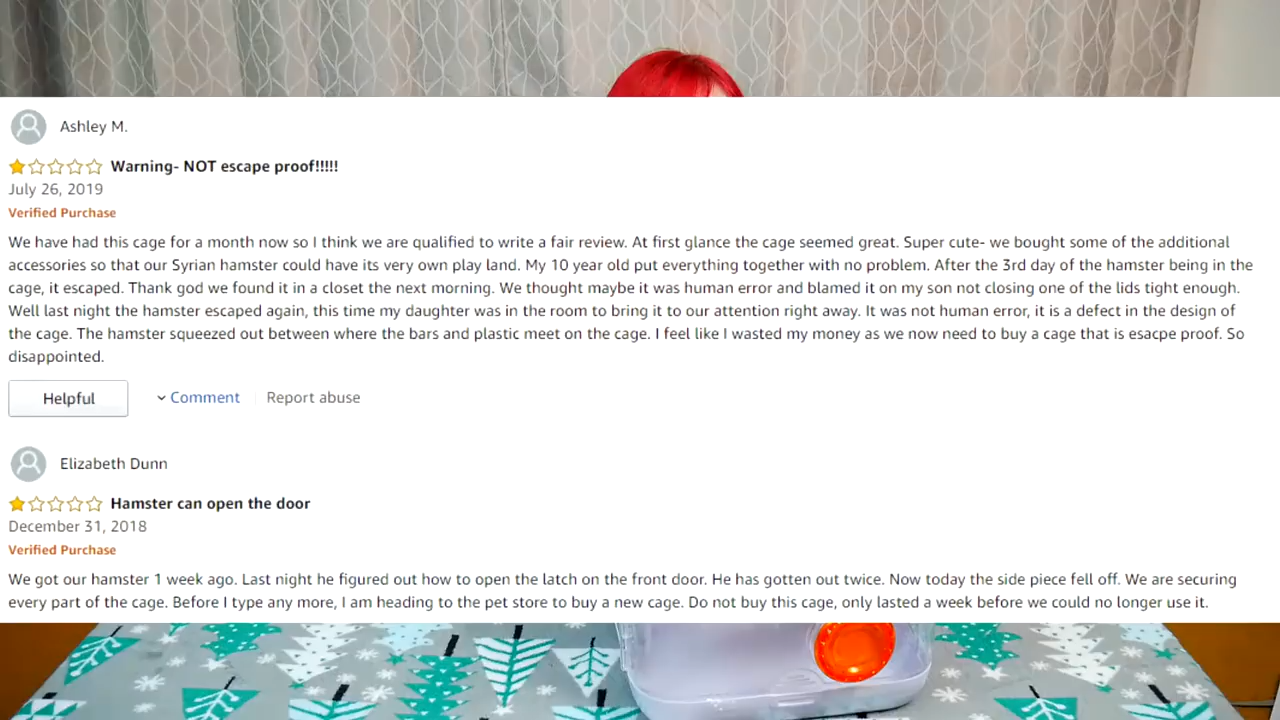 Ashley M.
Warning- NOT escape proof!!!!!
July 26, 2019
Verified Purchase
We have had this cage for a month now so I think we are qualified to write a fair review. At first glance the cage seemed great. Super cute- we bought some of the additional
accessories so that our Syrian hamster could have its very own play land. My 10 year old put everything together with no problem. After the 3rd day of the hamster being in the
cage, it escaped. Thank god we found it in a closet the next morning. We thought maybe it was human error and blamed it on my son not closing one of the lids tight enough.
Well last night the hamster escaped again, this time my daughter was in the room to bring it to our attention right away. It was not human error, it is a defect in the design of
the cage. The hamster squeezed out between where the bars and plastic meet on the cage. I feel like I wasted my money as we now need to buy a cage that is esacpe proof. So
disappointed.
Helpful Comment Report abuse
Elizabeth Dunn
Hamster can open the door
December 31, 2018
Verified Purchase
We got our hamster 1 week ago. Last night he figured out how to open the latch on the front door. He has gotten out twice. Now today the side piece fell off. We are securing
every part of the cage. Before I type any more, I am heading to the pet store to buy a new cage. Do not buy this cage, only lasted a week before we could no longer use it.